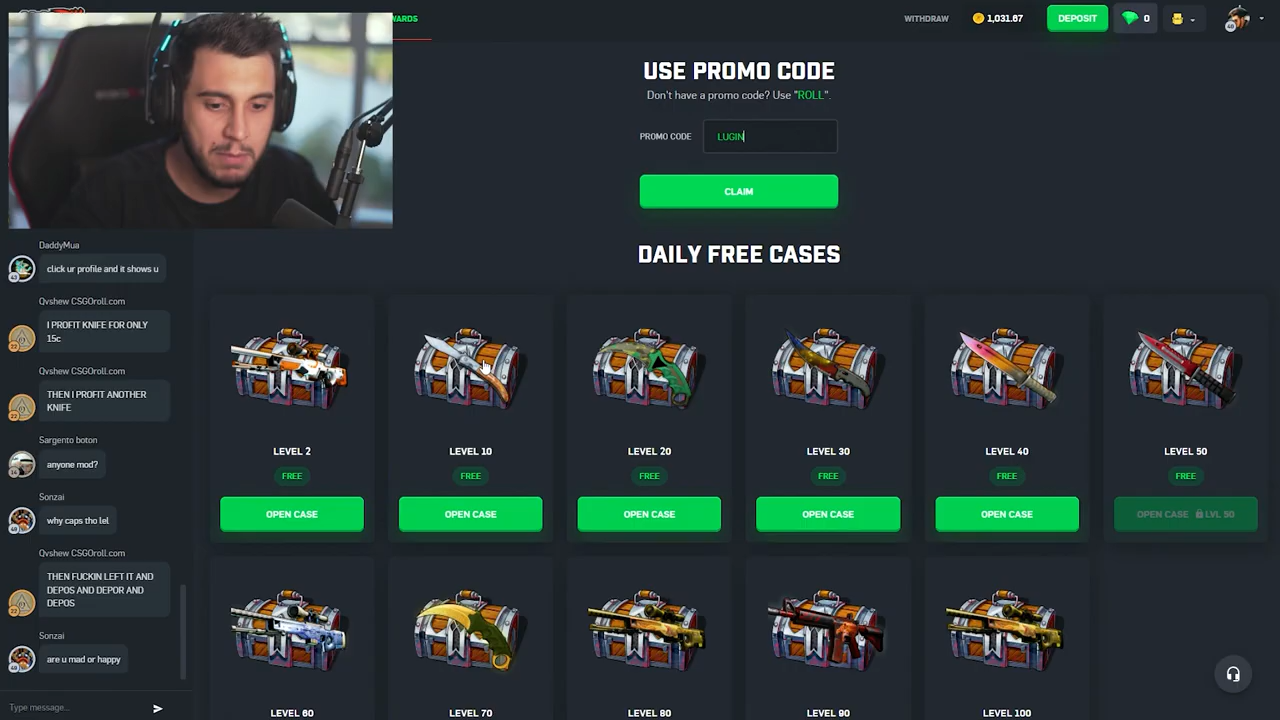 WARDS
WITHDRAW
1,031.67
DEPOSIT
0
USE PROMO CODE
Don't have a promo code? Use "ROLL".
PROMO CODE
LUGIN
CLAIM
DAILY FREE CASES
DaddyMua
click ur profile and it shows u
Qvshew CSGOroll.com
I PROFIT KNIFE FOR ONLY
15c
Qvshew CSGOroll.com
THEN I PROFIT ANOTHER
KNIFE
Sargento boton
anyone mod?
Sonzai
why caps tho lel
Qvshew CSGOroll.com
THEN FUCKIN LEFT IT AND
DEPOS AND DEPOR AND
DEPOS
Sonzai
are u mad or happy
Type message...
LEVEL 2
FREE
OPEN CASE
LEVEL 10
FREE
OPEN CASE
LEVEL 20
FREE
OPEN CASE
LEVEL 30
FREE
OPEN CASE
LEVEL 40
FREE
OPEN CASE
LEVEL 50
FREE
OPEN CASE LVL 50
LEVEL 60
LEVEL 70
LEVEL 80
LEVEL 90
LEVEL 100